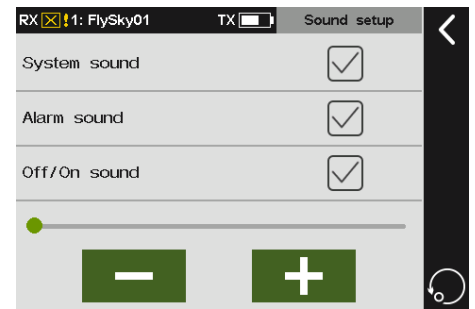 RX !1: FlySky01 TX Sound setup
System sound
Alarm sound
Off/On sound